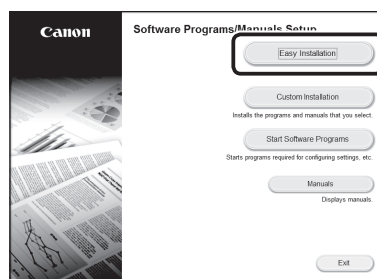 Canon
Software Programs/Manuals Setup
Easy Installation
Custom Installation
Installs the programs and manuals that you select.
Start Software Programs
Starts programs required for configuring settings, etc.
Manuals
Displays manuals.
Exit